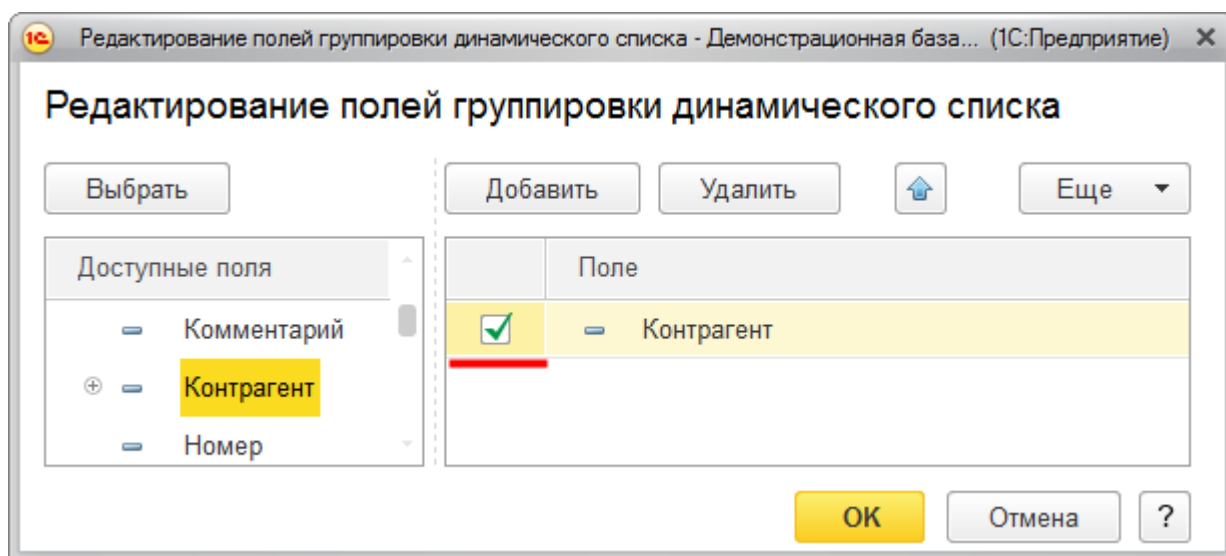 1С Редактирование полей группировки динамического списка - Демонстрационная база... (1С:Предприятие)
Редактирование полей группировки динамического списка
Выбрать Добавить Удалить Еще
Доступные поля Поле
Комментарий Контрагент
Контрагент
Номер
ОК Отмена ?